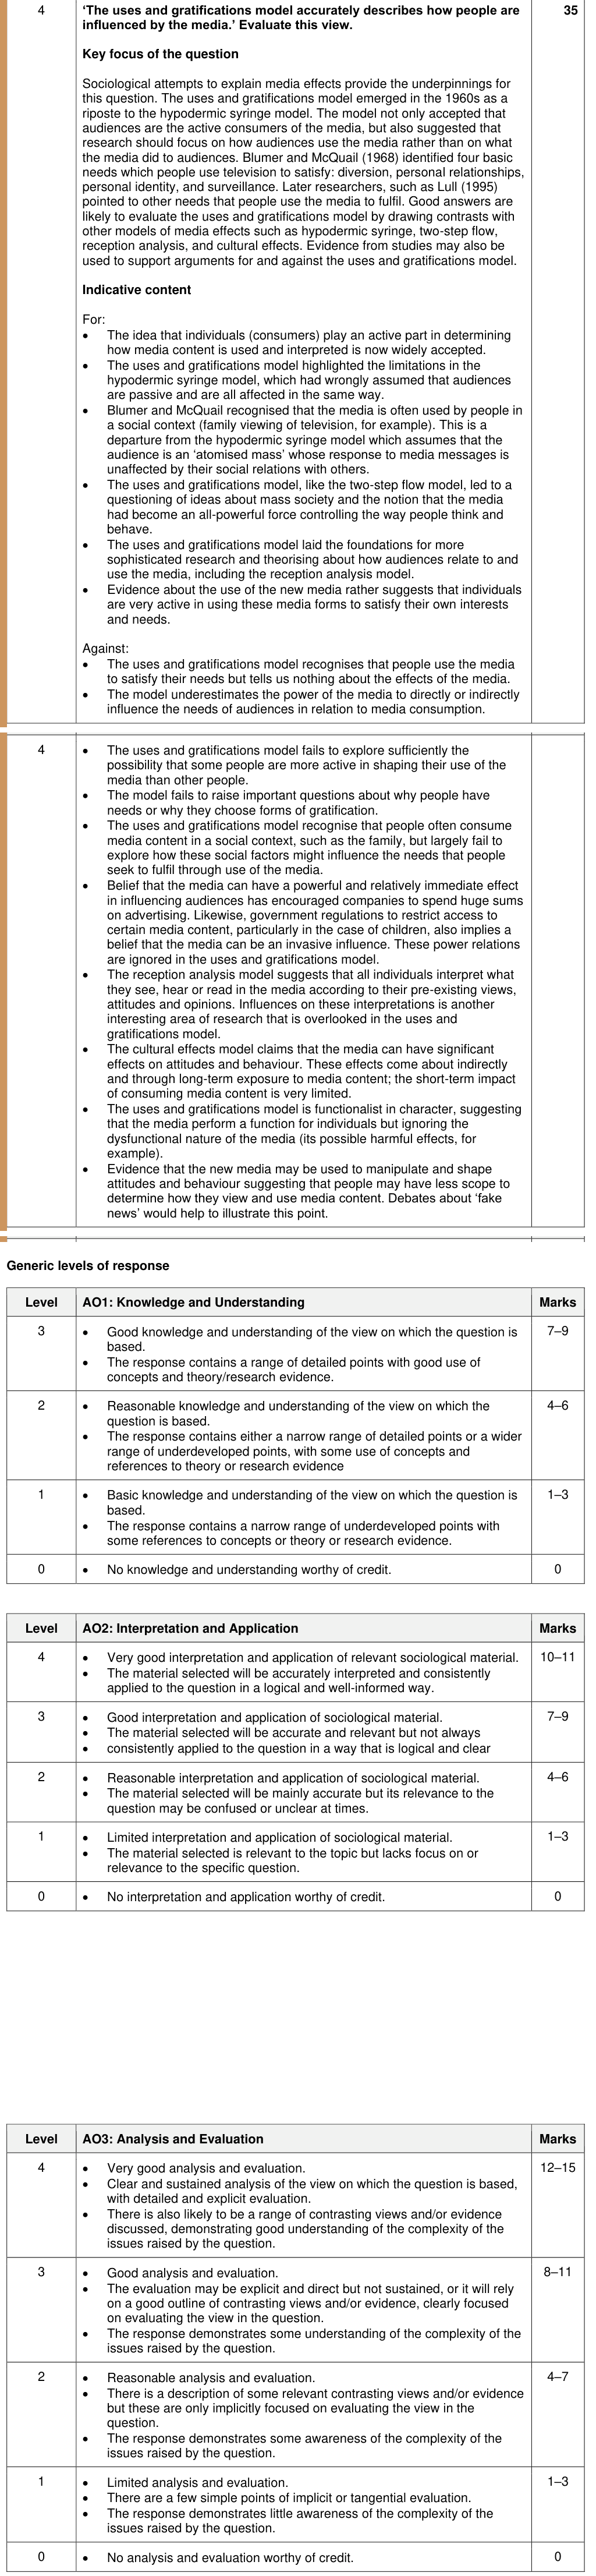 4
‘The uses and gratifications model accurately describes how people are
influenced by the media.’ Evaluate this view.
35
Key focus of the question
Sociological attempts to explain media effects provide the underpinnings for
this question. The uses and gratifications model emerged in the 1960s as a
riposte to the hypodermic syringe model. The model not only accepted that
audiences are the active consumers of the media, but also suggested that
research should focus on how audiences use the media rather than on what
the media did to audiences. Blumer and McQuail (1968) identified four basic
needs which people use television to satisfy: diversion, personal relationships,
personal identity, and surveillance. Later researchers, such as Lull (1995)
pointed to other needs that people use the media to fulfil. Good answers are
likely to evaluate the uses and gratifications model by drawing contrasts with
other models of media effects such as hypodermic syringe, two-step flow,
reception analysis, and cultural effects. Evidence from studies may also be
used to support arguments for and against the uses and gratifications model.
Indicative content
For:
• The idea that individuals (consumers) play an active part in determining
how media content is used and interpreted is now widely accepted.
• The uses and gratifications model highlighted the limitations in the
hypodermic syringe model, which had wrongly assumed that audiences
are passive and are all affected in the same way.
• Blumer and McQuail recognised that the media is often used by people in
a social context (family viewing of television, for example). This is a
departure from the hypodermic syringe model which assumes that the
audience is an ‘atomised mass’ whose response to media messages is
unaffected by their social relations with others.
• The uses and gratifications model, like the two-step flow model, led to a
questioning of ideas about mass society and the notion that the media
had become an all-powerful force controlling the way people think and
behave.
• The uses and gratifications model laid the foundations for more
sophisticated research and theorising about how audiences relate to and
use the media, including the reception analysis model.
• Evidence about the use of the new media rather suggests that individuals
are very active in using these media forms to satisfy their own interests
and needs.
Against:
• The uses and gratifications model recognises that people use the media
to satisfy their needs but tells us nothing about the effects of the media.
• The model underestimates the power of the media to directly or indirectly
influence the needs of audiences in relation to media consumption.
4
• The uses and gratifications model fails to explore sufficiently the
possibility that some people are more active in shaping their use of the
media than other people.
• The model fails to raise important questions about why people have
needs or why they choose forms of gratification.
• The uses and gratifications model recognise that people often consume
media content in a social context, such as the family, but largely fail to
explore how these social factors might influence the needs that people
seek to fulfil through use of the media.
• Belief that the media can have a powerful and relatively immediate effect
in influencing audiences has encouraged companies to spend huge sums
on advertising. Likewise, government regulations to restrict access to
certain media content, particularly in the case of children, also implies a
belief that the media can be an invasive influence. These power relations
are ignored in the uses and gratifications model.
• The reception analysis model suggests that all individuals interpret what
they see, hear or read in the media according to their pre-existing views,
attitudes and opinions. Influences on these interpretations is another
interesting area of research that is overlooked in the uses and
gratifications model.
• The cultural effects model claims that the media can have significant
effects on attitudes and behaviour. These effects come about indirectly
and through long-term exposure to media content; the short-term impact
of consuming media content is very limited.
• The uses and gratifications model is functionalist in character, suggesting
that the media perform a function for individuals but ignoring the
dysfunctional nature of the media (its possible harmful effects, for
example).
• Evidence that the new media may be used to manipulate and shape
attitudes and behaviour suggesting that people may have less scope to
determine how they view and use media content. Debates about ‘fake
news’ would help to illustrate this point.
Generic levels of response
Level AO1: Knowledge and Understanding Marks
3 • Good knowledge and understanding of the view on which the question is 7–9
based.
• The response contains a range of detailed points with good use of
concepts and theory/research evidence.
2 • Reasonable knowledge and understanding of the view on which the 4–6
question is based.
• The response contains either a narrow range of detailed points or a wider
range of underdeveloped points, with some use of concepts and
references to theory or research evidence
1 • Basic knowledge and understanding of the view on which the question is 1–3
based.
• The response contains a narrow range of underdeveloped points with
some references to concepts or theory or research evidence.
0 • No knowledge and understanding worthy of credit. 0
Level AO2: Interpretation and Application Marks
4 • Very good interpretation and application of relevant sociological material. 10–11
• The material selected will be accurately interpreted and consistently
applied to the question in a logical and well-informed way.
3 • Good interpretation and application of sociological material. 7–9
• The material selected will be accurate and relevant but not always
• consistently applied to the question in a way that is logical and clear
2 • Reasonable interpretation and application of sociological material. 4–6
• The material selected will be mainly accurate but its relevance to the
question may be confused or unclear at times.
1 • Limited interpretation and application of sociological material. 1–3
• The material selected is relevant to the topic but lacks focus on or
relevance to the specific question.
0 • No interpretation and application worthy of credit. 0
Level AO3: Analysis and Evaluation Marks
4 • Very good analysis and evaluation. 12–15
• Clear and sustained analysis of the view on which the question is based,
with detailed and explicit evaluation.
• There is also likely to be a range of contrasting views and/or evidence
discussed, demonstrating good understanding of the complexity of the
issues raised by the question.
3 • Good analysis and evaluation. 8–11
• The evaluation may be explicit and direct but not sustained, or it will rely
on a good outline of contrasting views and/or evidence, clearly focused
on evaluating the view in the question.
• The response demonstrates some understanding of the complexity of the
issues raised by the question.
2 • Reasonable analysis and evaluation. 4–7
• There is a description of some relevant contrasting views and/or evidence
but these are only implicitly focused on evaluating the view in the
question.
• The response demonstrates some awareness of the complexity of the
issues raised by the question.
1 • Limited analysis and evaluation. 1–3
• There are a few simple points of implicit or tangential evaluation.
• The response demonstrates little awareness of the complexity of the
issues raised by the question.
0 • No analysis and evaluation worthy of credit. 0